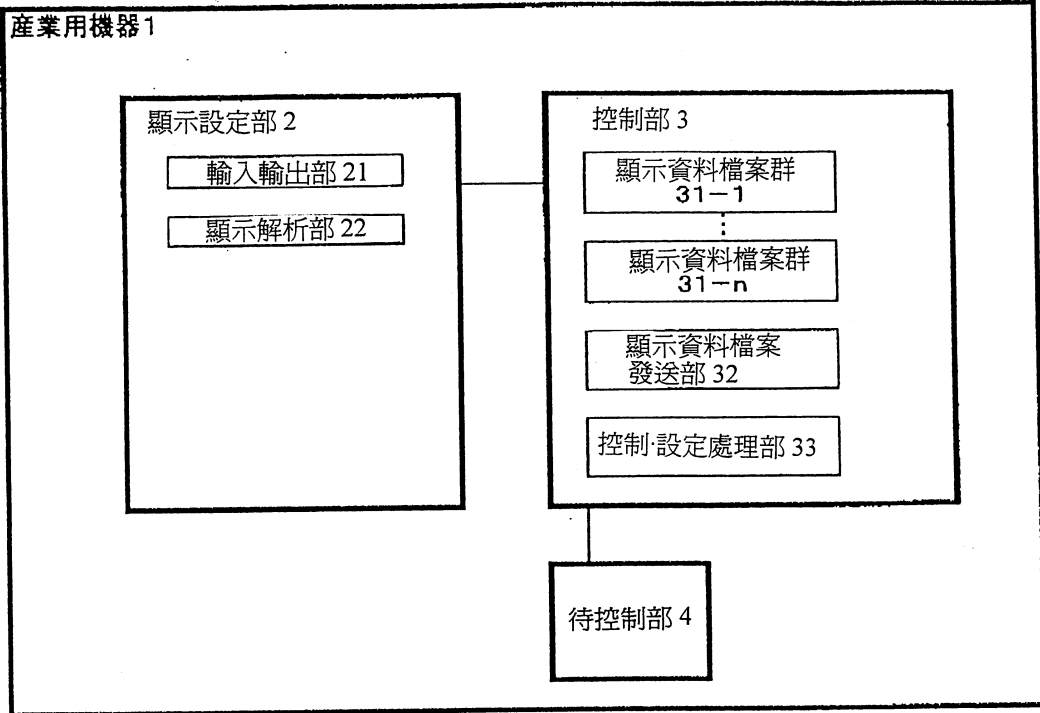 産業用機器1
顯示設定部 2
輸入輸出部 21
顯示解析部 22
控制部 3
顯示資料檔案群
31－1
顯示資料檔案群
31－n
顯示資料檔案
發送部 32
控制·設定處理部 33
待控制部 4